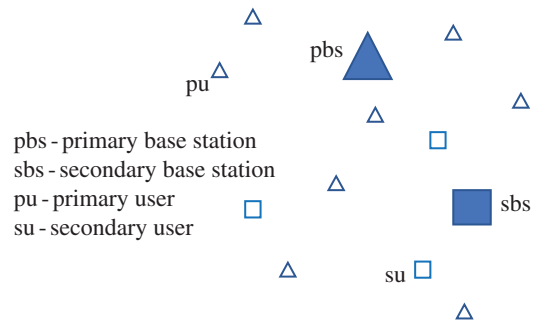 pbs
pu
pbs - primary base station
sbs - secondary base station
pu - primary user
su - secondary user
sbs
su